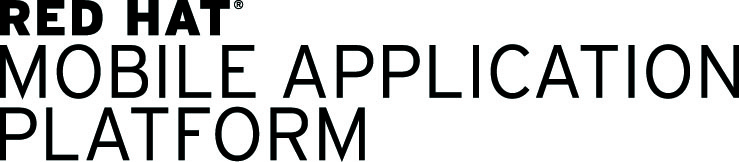 RED HAT®
MOBILE APPLICATION
PLATFORM